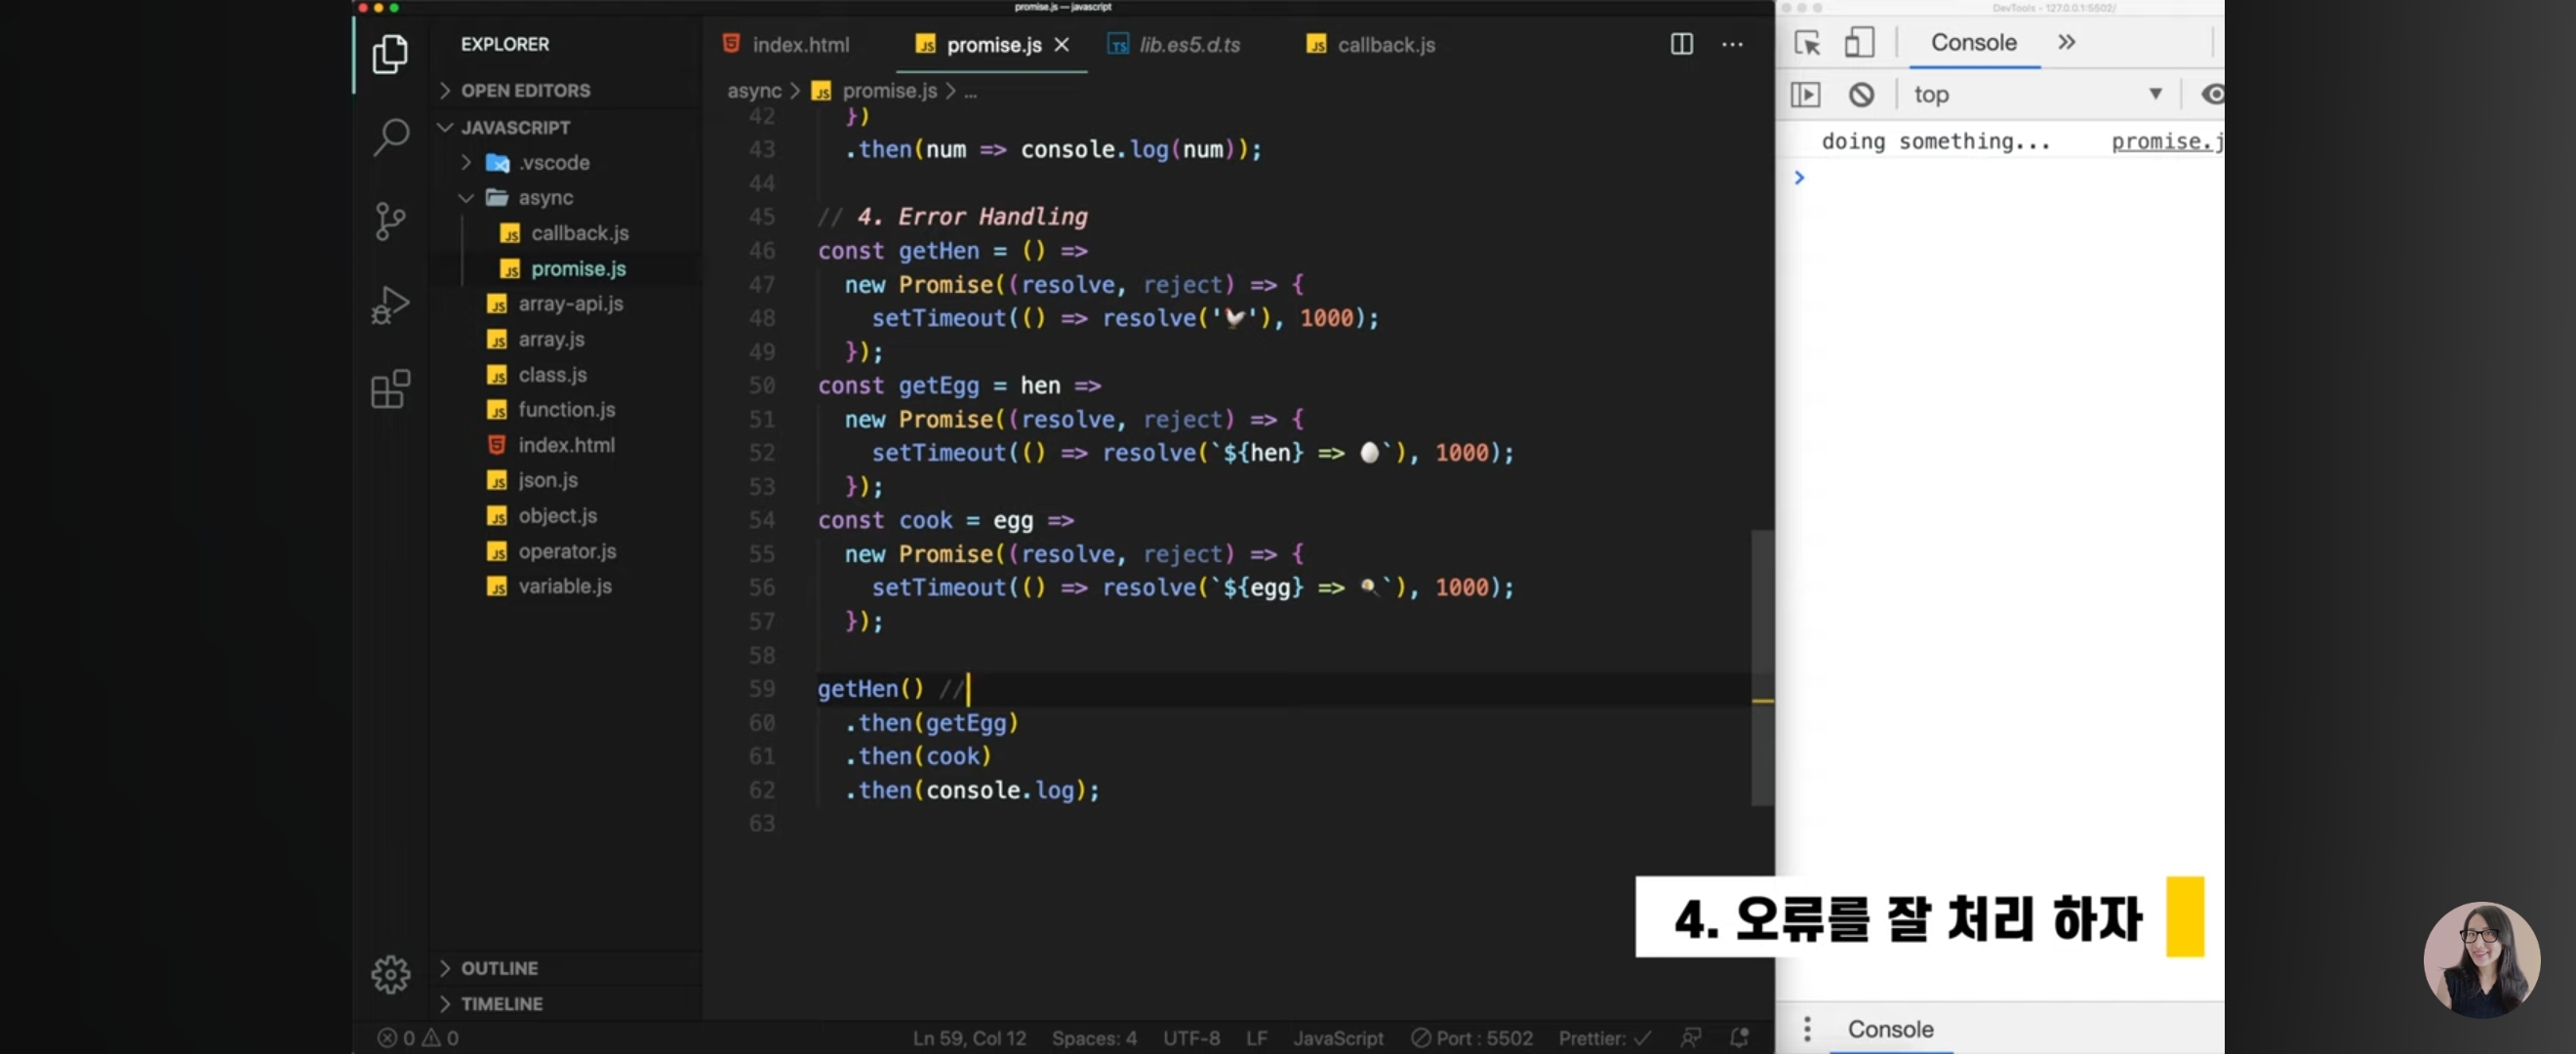 promise.js — javascript
DevTools - 127.0.0.1:5502/
EXPLORER
OPEN EDITORS
JAVASCRIPT
.vscode
async
callback.js
promise.js
array-api.js
array.js
class.js
function.js
index.html
json.js
object.js
operator.js
variable.js
OUTLINE
TIMELINE
index.html promise.js lib.es5.d.ts callback.js
async > promise.js > ...
42 })
43 .then(num => console.log(num));
44
45 // 4. Error Handling
46 const getHen = () =>
47 new Promise((resolve, reject) => {
48 setTimeout(() => resolve('🐓'), 1000);
49 });
50 const getEgg = hen =>
51 new Promise((resolve, reject) => {
52 setTimeout(() => resolve(`${hen} => 🥚`), 1000);
53 });
54 const cook = egg =>
55 new Promise((resolve, reject) => {
56 setTimeout(() => resolve(`${egg} => 🍳`), 1000);
57 });
58
59 getHen() //
60 .then(getEgg)
61 .then(cook)
62 .then(console.log);
63
Console
top
doing something... promise.j
4. 오류를 잘 처리 하자
Console
0 0 Ln 59, Col 12 Spaces: 4 UTF-8 LF JavaScript Port : 5502 Prettier: ✓